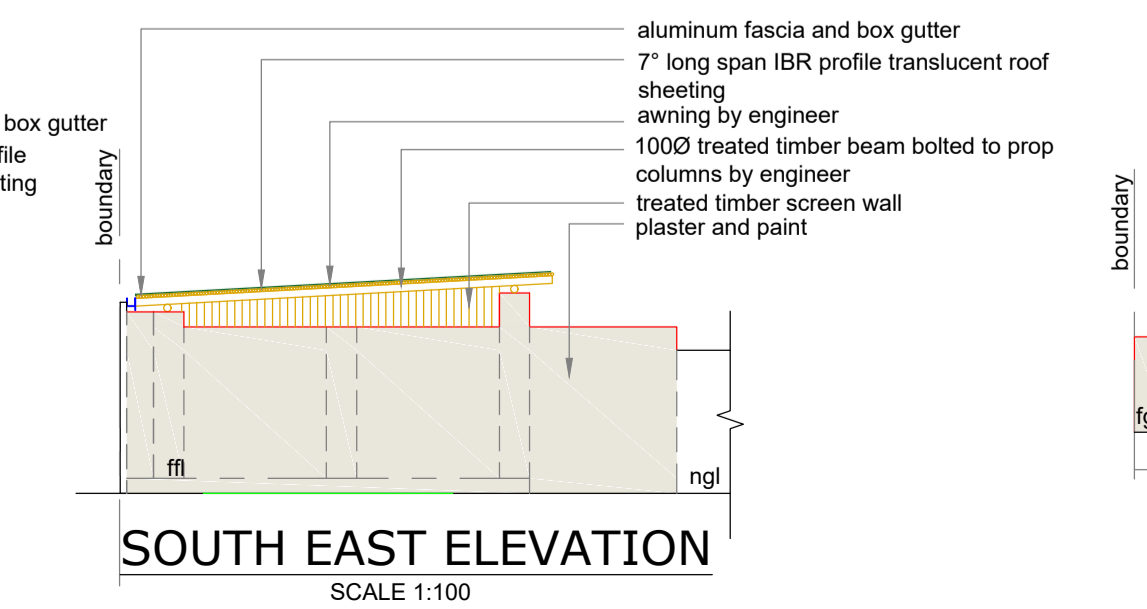 aluminum fascia and box gutter
7° long span IBR profile translucent roof
sheeting
awning by engineer
100Ø treated timber beam bolted to prop
columns by engineer
treated timber screen wall
plaster and paint
box gutter
boundary
boundary
ffl
ngl
SOUTH EAST ELEVATION
SCALE 1:100